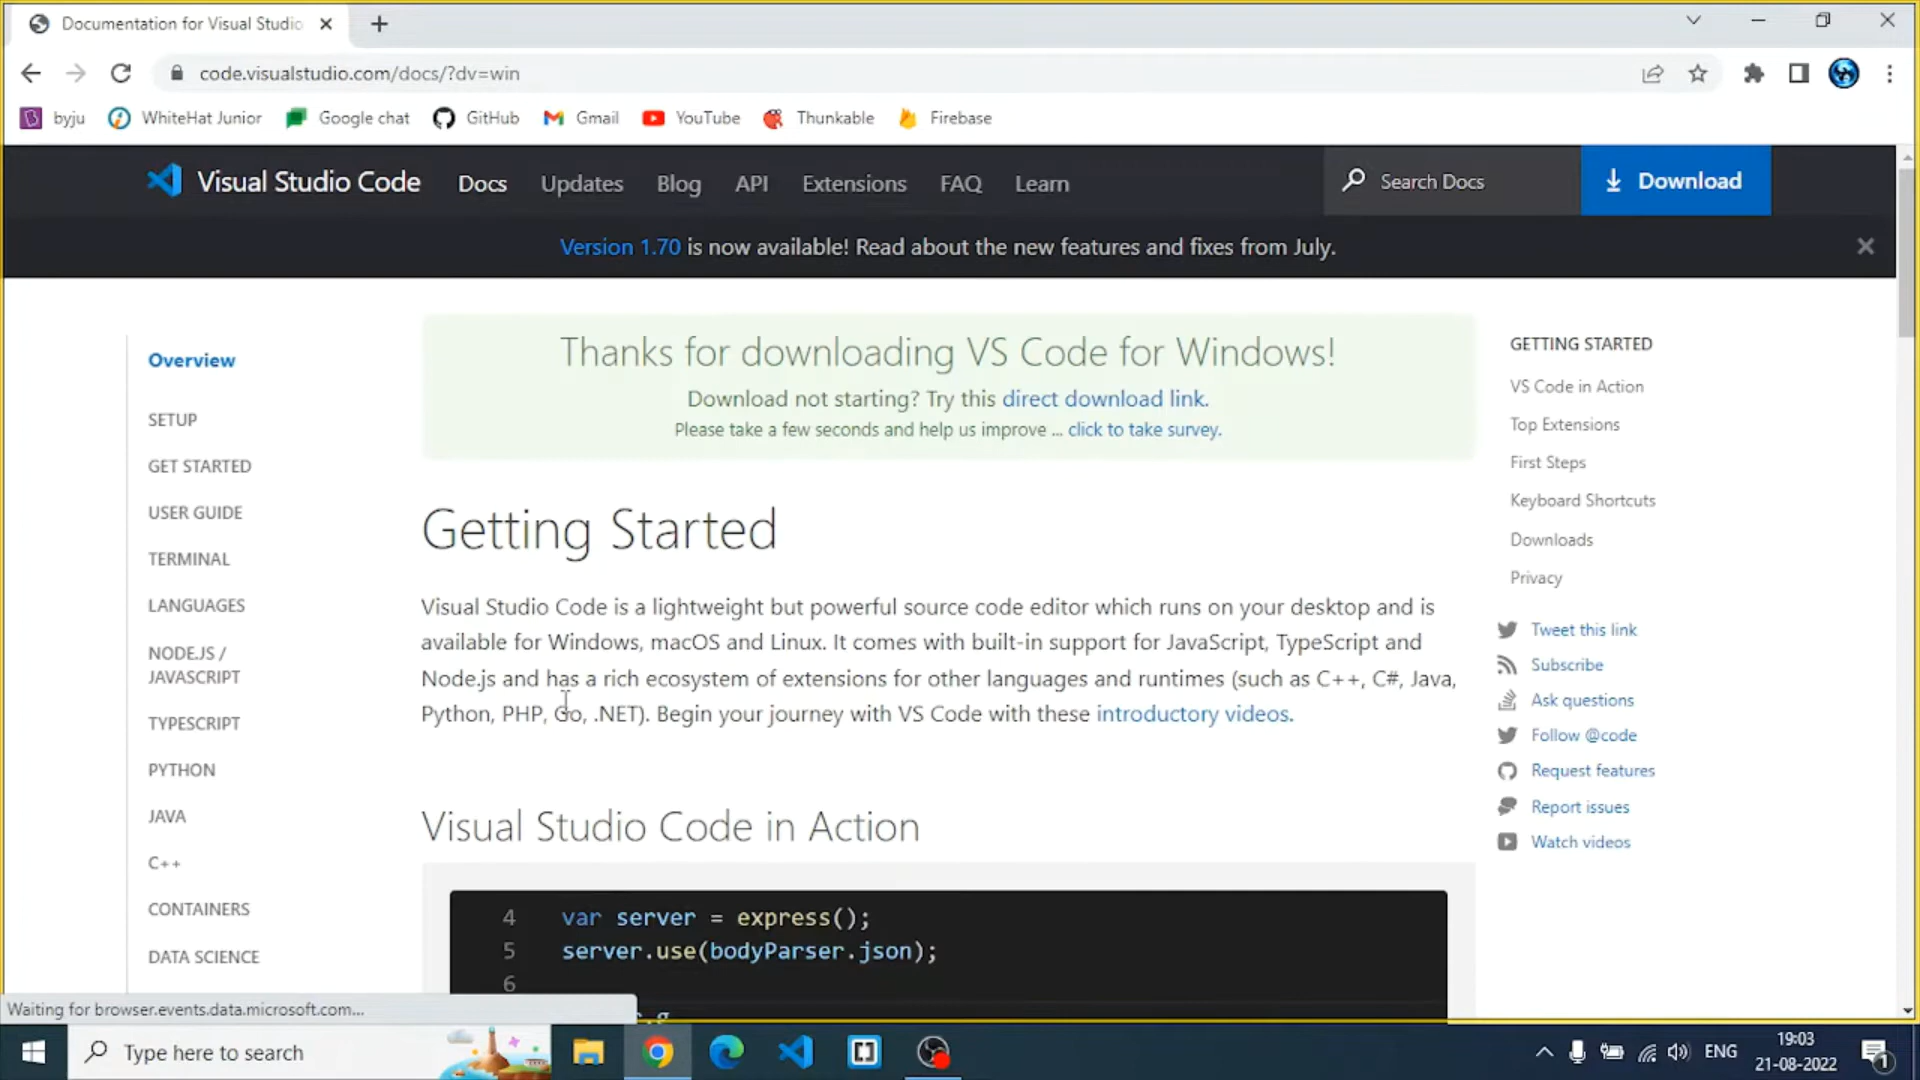 Documentation for Visual Studio
code.visualstudio.com/docs/?dv=win
byju WhiteHat Junior Google chat GitHub Gmail YouTube Thunkable Firebase
Visual Studio Code Docs Updates Blog API Extensions FAQ Learn Search Docs Download
Version 1.70 is now available! Read about the new features and fixes from July.
Overview
SETUP
GET STARTED
USER GUIDE
TERMINAL
LANGUAGES
NODE.JS /
JAVASCRIPT
TYPESCRIPT
PYTHON
JAVA
C++
CONTAINERS
DATA SCIENCE
Thanks for downloading VS Code for Windows!
Download not starting? Try this direct download link.
Please take a few seconds and help us improve ... click to take survey.
Getting Started
Visual Studio Code is a lightweight but powerful source code editor which runs on your desktop and is
available for Windows, macOS and Linux. It comes with built-in support for JavaScript, TypeScript and
Node.js and has a rich ecosystem of extensions for other languages and runtimes (such as C++, C#, Java,
Python, PHP, Go, .NET). Begin your journey with VS Code with these introductory videos.
Visual Studio Code in Action
4 var server = express();
5 server.use(bodyParser.json);
6
GETTING STARTED
VS Code in Action
Top Extensions
First Steps
Keyboard Shortcuts
Downloads
Privacy
Tweet this link
Subscribe
Ask questions
Follow @code
Request features
Report issues
Watch videos
Waiting for browser.events.data.microsoft.com...
Type here to search
ENG
19:03
21-08-2022
1